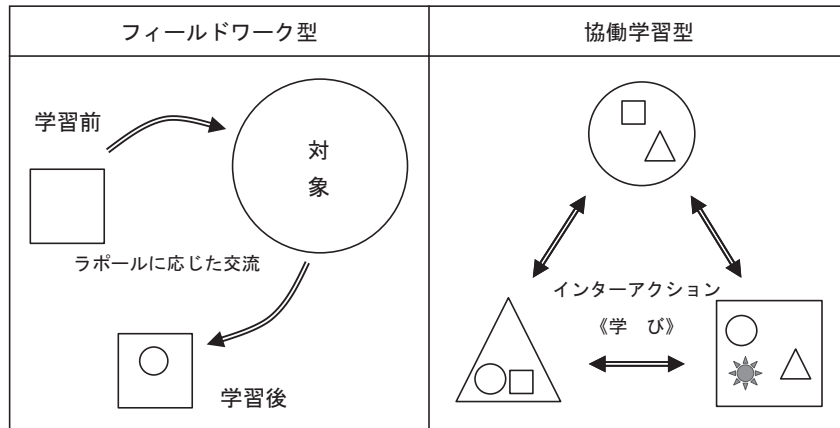 フィールドワーク型
協働学習型
学習前
対
象
ラポールに応じた交流
学習後
インターアクション
《学 び》